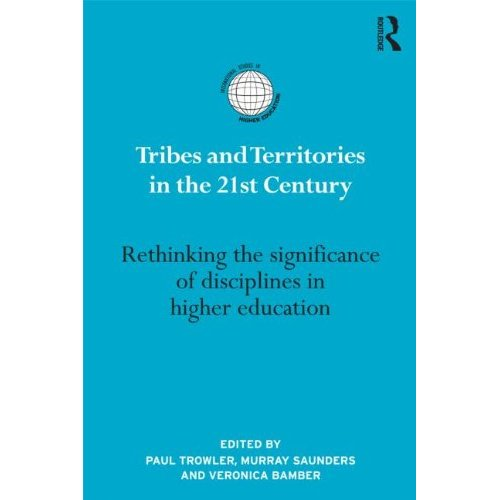 ROUTLEDGE
INTERNATIONAL STUDIES IN
HIGHER EDUCATION
Tribes and Territories
in the 21st Century
Rethinking the significance
of disciplines in
higher education
EDITED BY
PAUL TROWLER, MURRAY SAUNDERS
AND VERONICA BAMBER